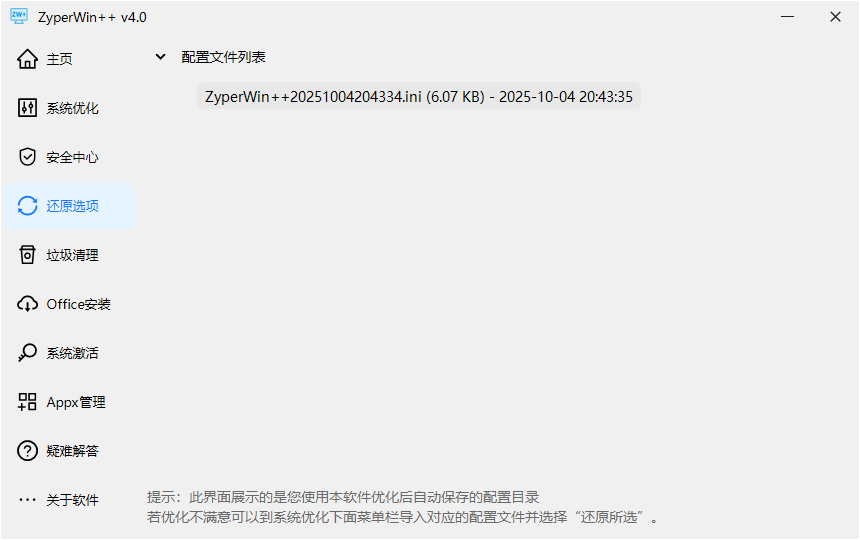 ZW+
ZyperWin++ v4.0
主页
系统优化
安全中心
还原选项
垃圾清理
Office安装
系统激活
Appx管理
疑难解答
关于软件
配置文件列表
ZyperWin++20251004204334.ini (6.07 KB) - 2025-10-04 20:43:35
提示：此界面展示的是您使用本软件优化后自动保存的配置目录
若优化不满意可以到系统优化下面菜单栏导入对应的配置文件并选择“还原所选”。